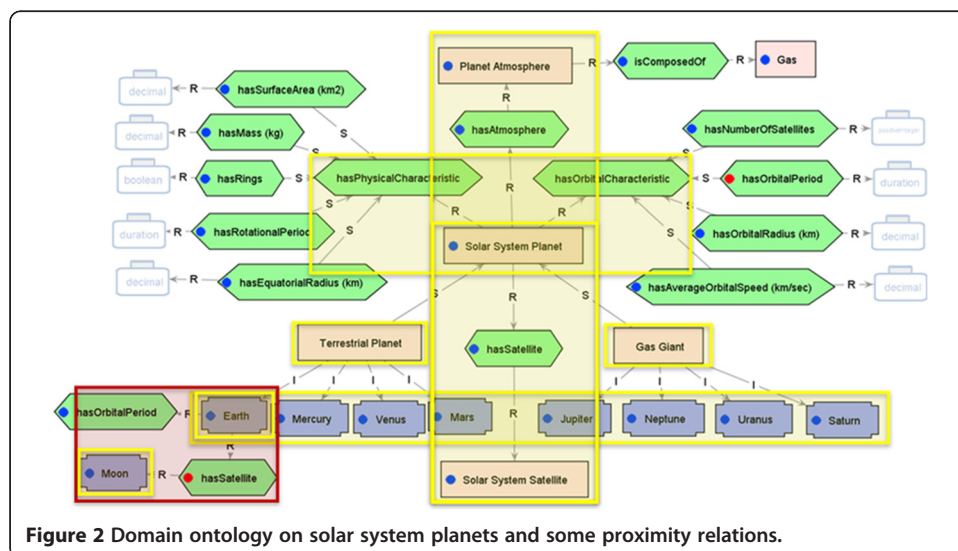 Planet Atmosphere R isComposedOf R Gas
decimal R hasSurfaceArea (km2)
R
S
decimal R hasMass (kg)
hasAtmosphere
hasNumberOfSatellites R
S
S
boolean R hasRings S hasPhysicalCharacteristic
R
hasOrbitalCharacteristic S hasOrbitalPeriod R duration
S
S
R
R
duration R hasRotationalPeriod
hasOrbitalRadius (km) R decimal
Solar System Planet
S
S
decimal R hasEquatorialRadius (km)
hasAverageOrbitalSpeed (km/sec) R decimal
S
R
S
Terrestrial Planet
hasSatellite
Gas Giant
I
I
I
I
I
I
I
I
hasOrbitalPeriod R Earth Mercury Venus Mars R Jupiter Neptune Uranus Saturn
R
Moon R hasSatellite
Solar System Satellite
Figure 2 Domain ontology on solar system planets and some proximity relations.